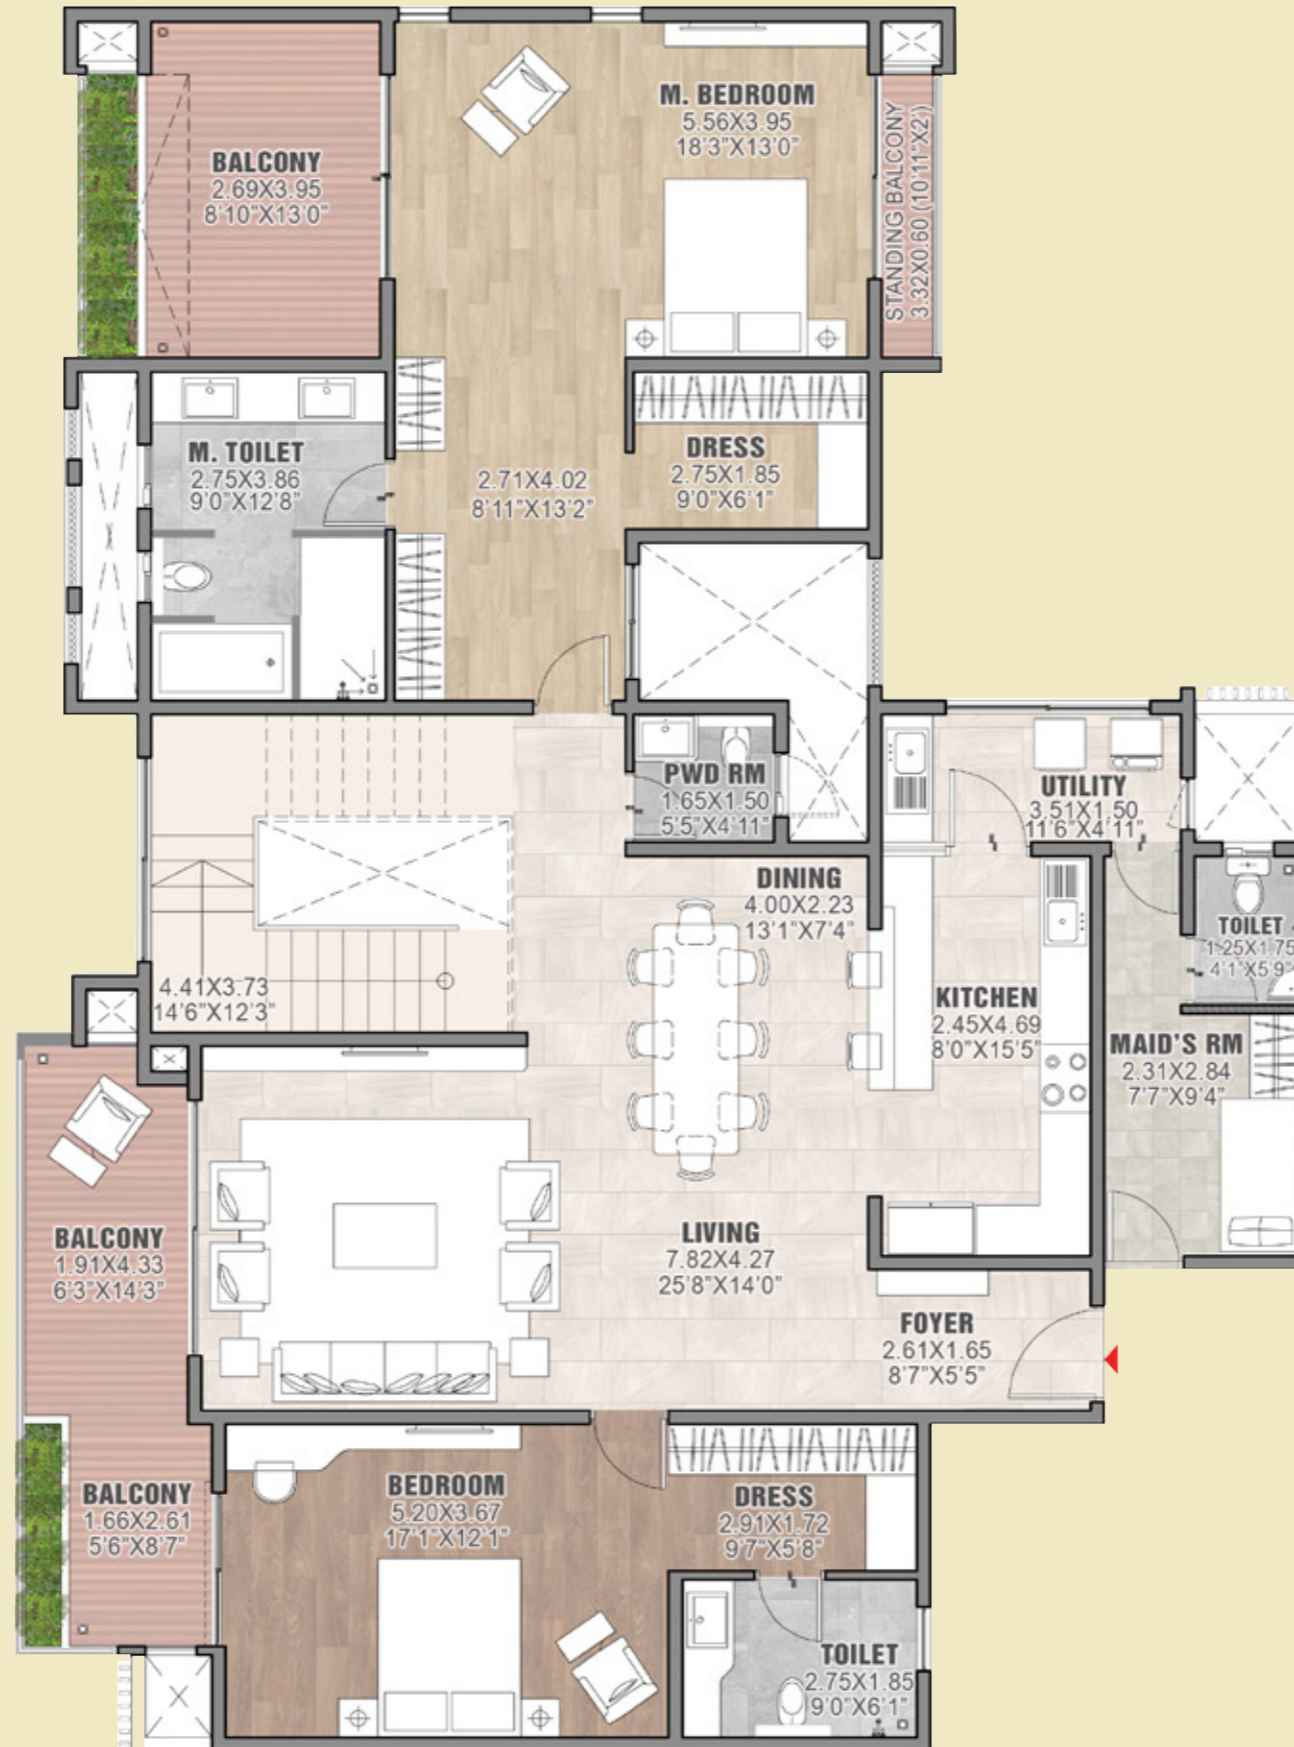 BALCONY
2.69X3.95
8'10"X13'0"
M. BEDROOM
5.56X3.95
18'3"X13'0"
STANDING BALCONY
3.32X0.60 (10'11"X2')
M. TOILET
2.75X3.86
9'0"X12'8"
2.71X4.02
8'11"X13'2"
DRESS
2.75X1.85
9'0"X6'1"
PWD RM
1.65X1.50
5'5"X4'11"
UTILITY
3.51X1.50
11'6"X4'11"
DINING
4.00X2.23
13'1"X7'4"
TOILET
1.25X1.75
4'1"X5'9"
4.41X3.73
14'6"X12'3"
KITCHEN
2.45X4.69
8'0"X15'5"
MAID'S RM
2.31X2.84
7'7"X9'4"
BALCONY
1.91X4.33
6'3"X14'3"
LIVING
7.82X4.27
25'8"X14'0"
FOYER
2.61X1.65
8'7"X5'5"
BALCONY
1.66X2.61
5'6"X8'7"
BEDROOM
5.20X3.67
17'1"X12'1"
DRESS
2.91X1.72
9'7"X5'8"
TOILET
2.75X1.85
9'0"X6'1"